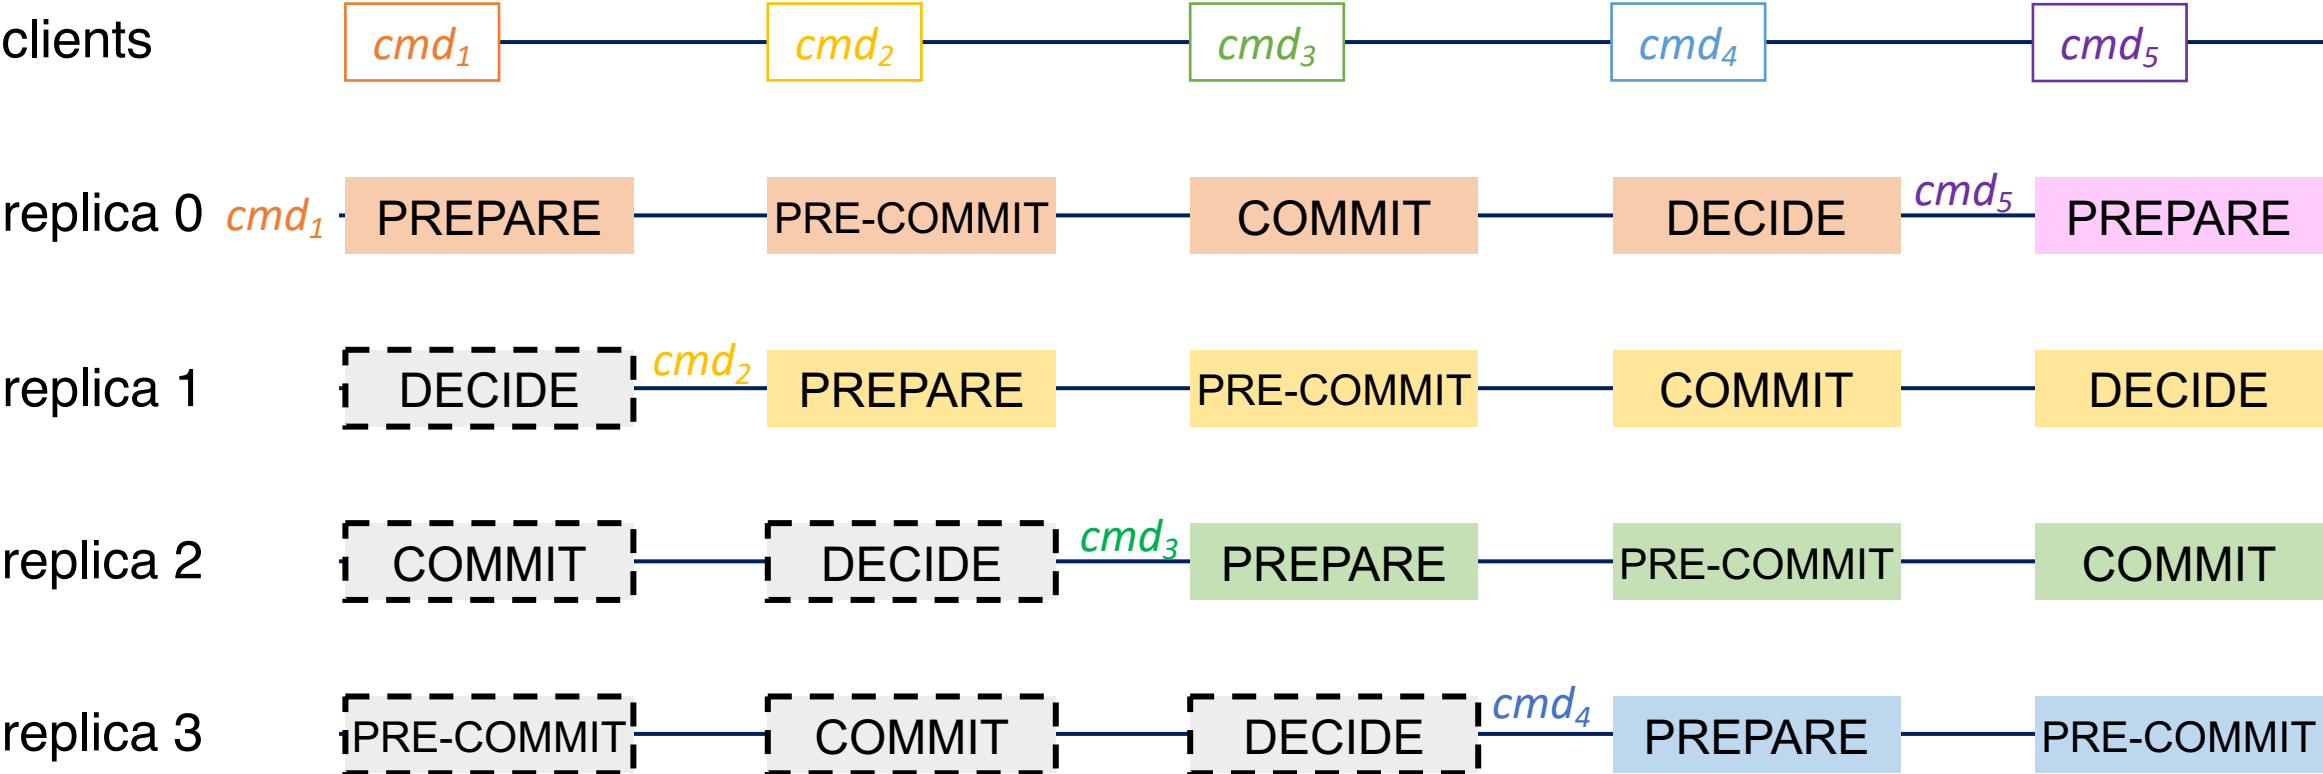 clients cmd1 cmd2 cmd3 cmd4 cmd5
replica 0 cmd1 PREPARE PRE-COMMIT COMMIT DECIDE cmd5 PREPARE
replica 1 DECIDE cmd2 PREPARE PRE-COMMIT COMMIT DECIDE
replica 2 COMMIT DECIDE cmd3 PREPARE PRE-COMMIT COMMIT
replica 3 PRE-COMMIT COMMIT DECIDE cmd4 PREPARE PRE-COMMIT